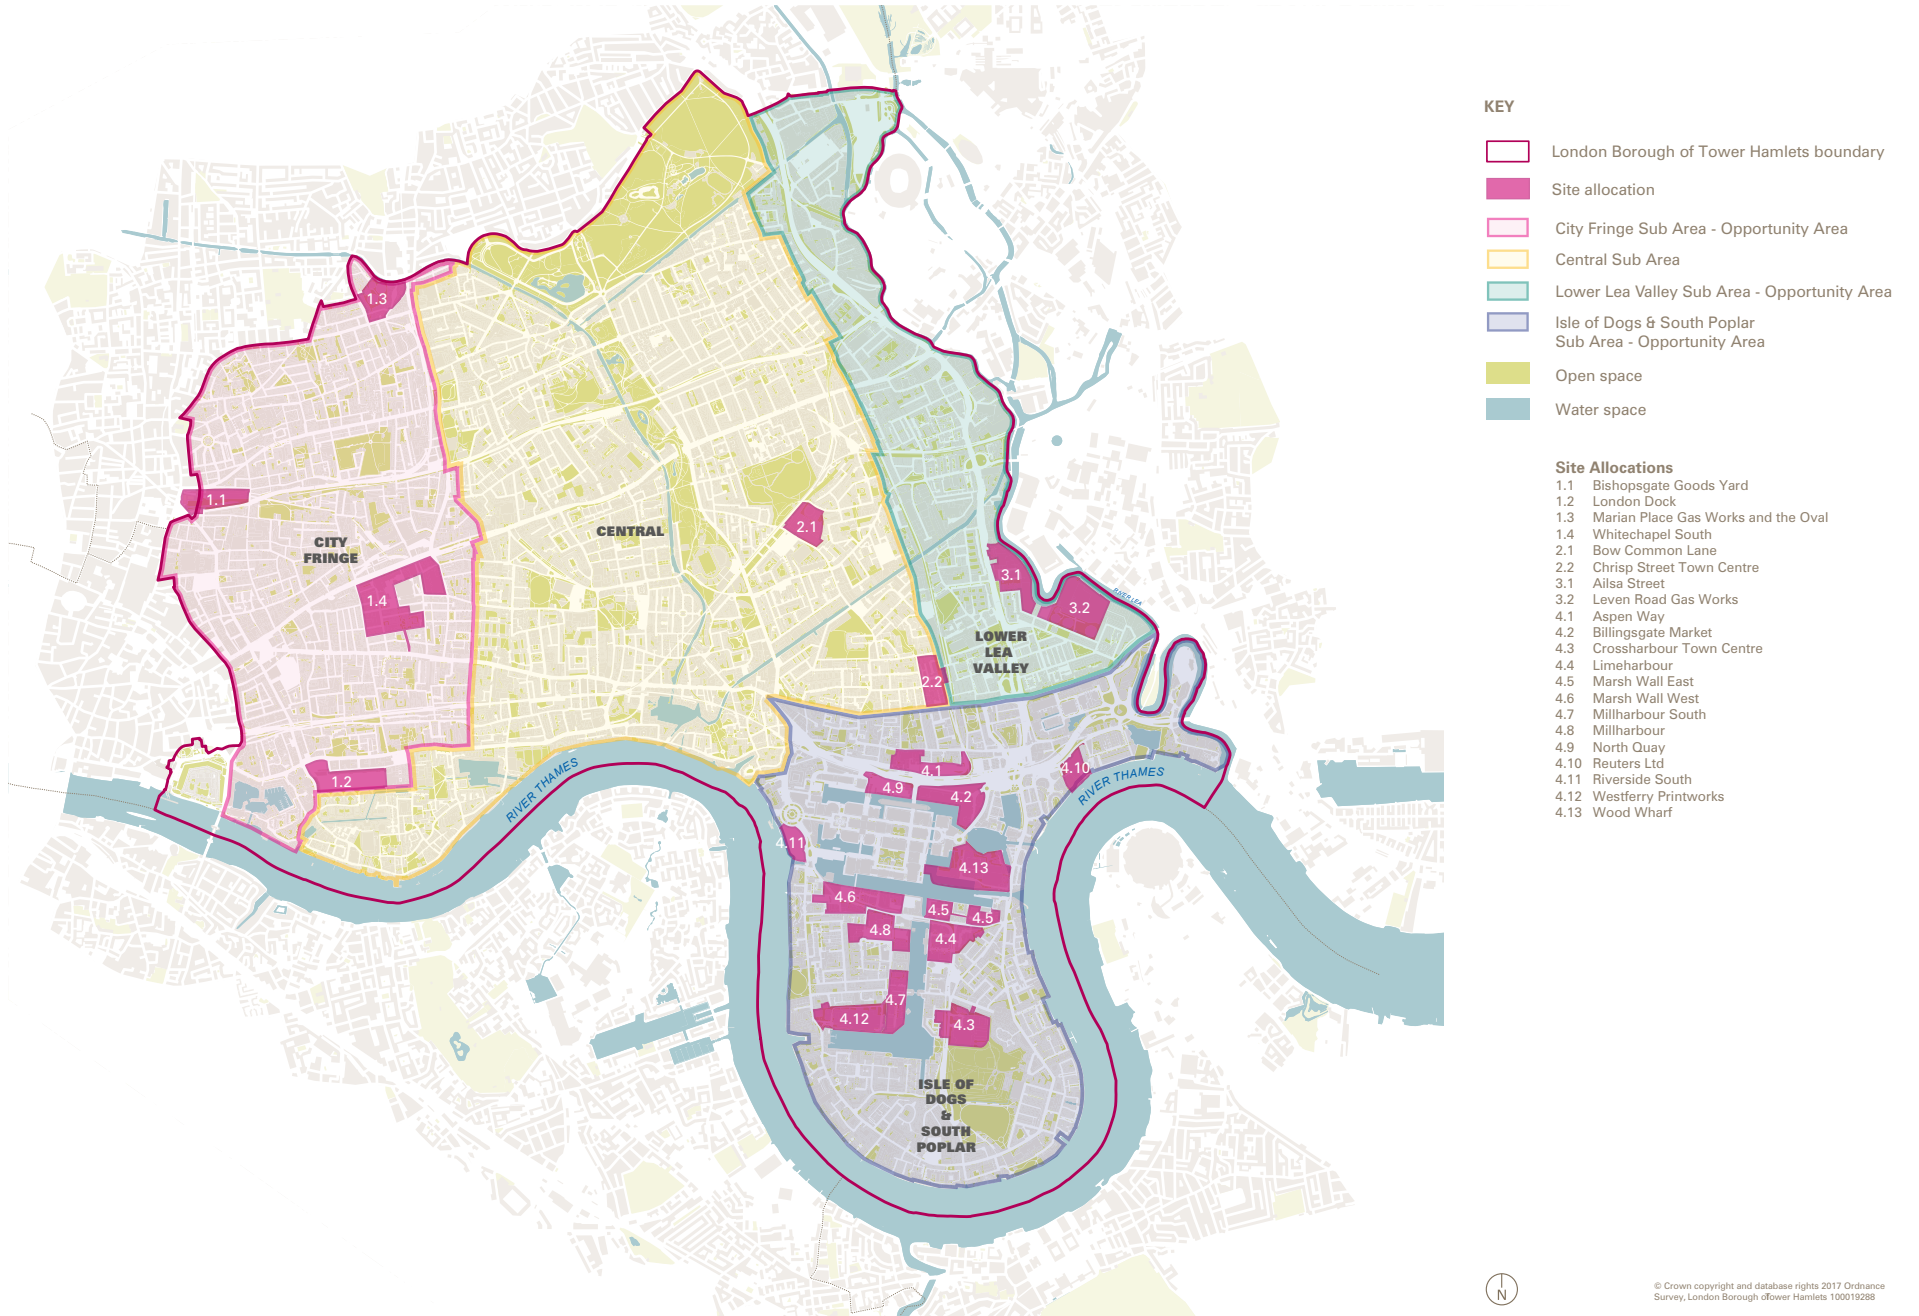 KEY
London Borough of Tower Hamlets boundary
Site allocation
City Fringe Sub Area - Opportunity Area
Central Sub Area
Lower Lea Valley Sub Area - Opportunity Area
Isle of Dogs & South Poplar
Sub Area - Opportunity Area
Open space
Water space
Site Allocations
1.1 Bishopsgate Goods Yard
1.2 London Dock
1.3 Marian Place Gas Works and the Oval
1.4 Whitechapel South
2.1 Bow Common Lane
2.2 Chrisp Street Town Centre
3.1 Ailsa Street
3.2 Leven Road Gas Works
4.1 Aspen Way
4.2 Billingsgate Market
4.3 Crossharbour Town Centre
4.4 Limeharbour
4.5 Marsh Wall East
4.6 Marsh Wall West
4.7 Millharbour South
4.8 Millharbour
4.9 North Quay
4.10 Reuters Ltd
4.11 Riverside South
4.12 Westferry Printworks
4.13 Wood Wharf
1.3
1.1
CITY
FRINGE
1.4
1.2
CENTRAL
2.1
2.2
3.1
3.2
RIVER LEA
LOWER
LEA
VALLEY
RIVER THAMES
RIVER THAMES
4.1
4.10
4.9
4.2
4.11
4.13
4.6
4.5
4.5
4.8
4.4
4.7
4.12
4.3
ISLE OF
DOGS
&
SOUTH
POPLAR
N
© Crown copyright and database rights 2017 Ordnance
Survey, London Borough of Tower Hamlets 100019288